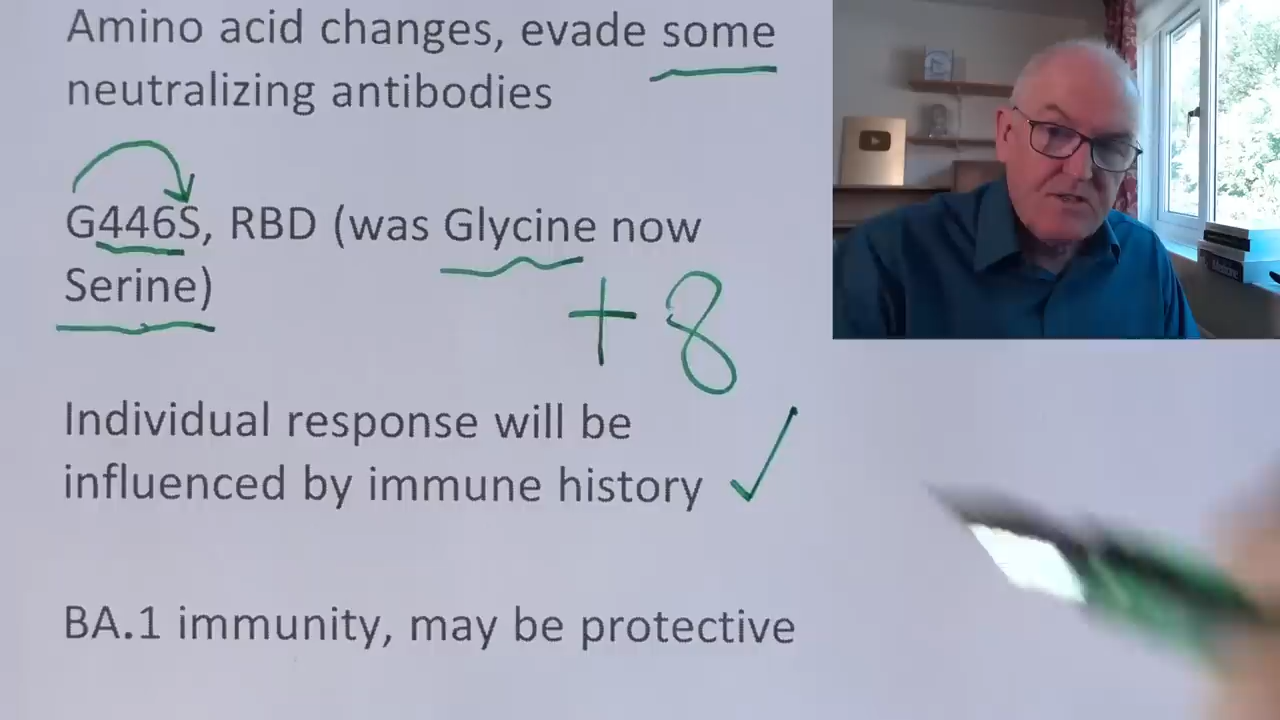 Amino acid changes, evade some
neutralizing antibodies
G446S, RBD (was Glycine now
Serine)
+8
Individual response will be
influenced by immune history
BA.1 immunity, may be protective
Medicine